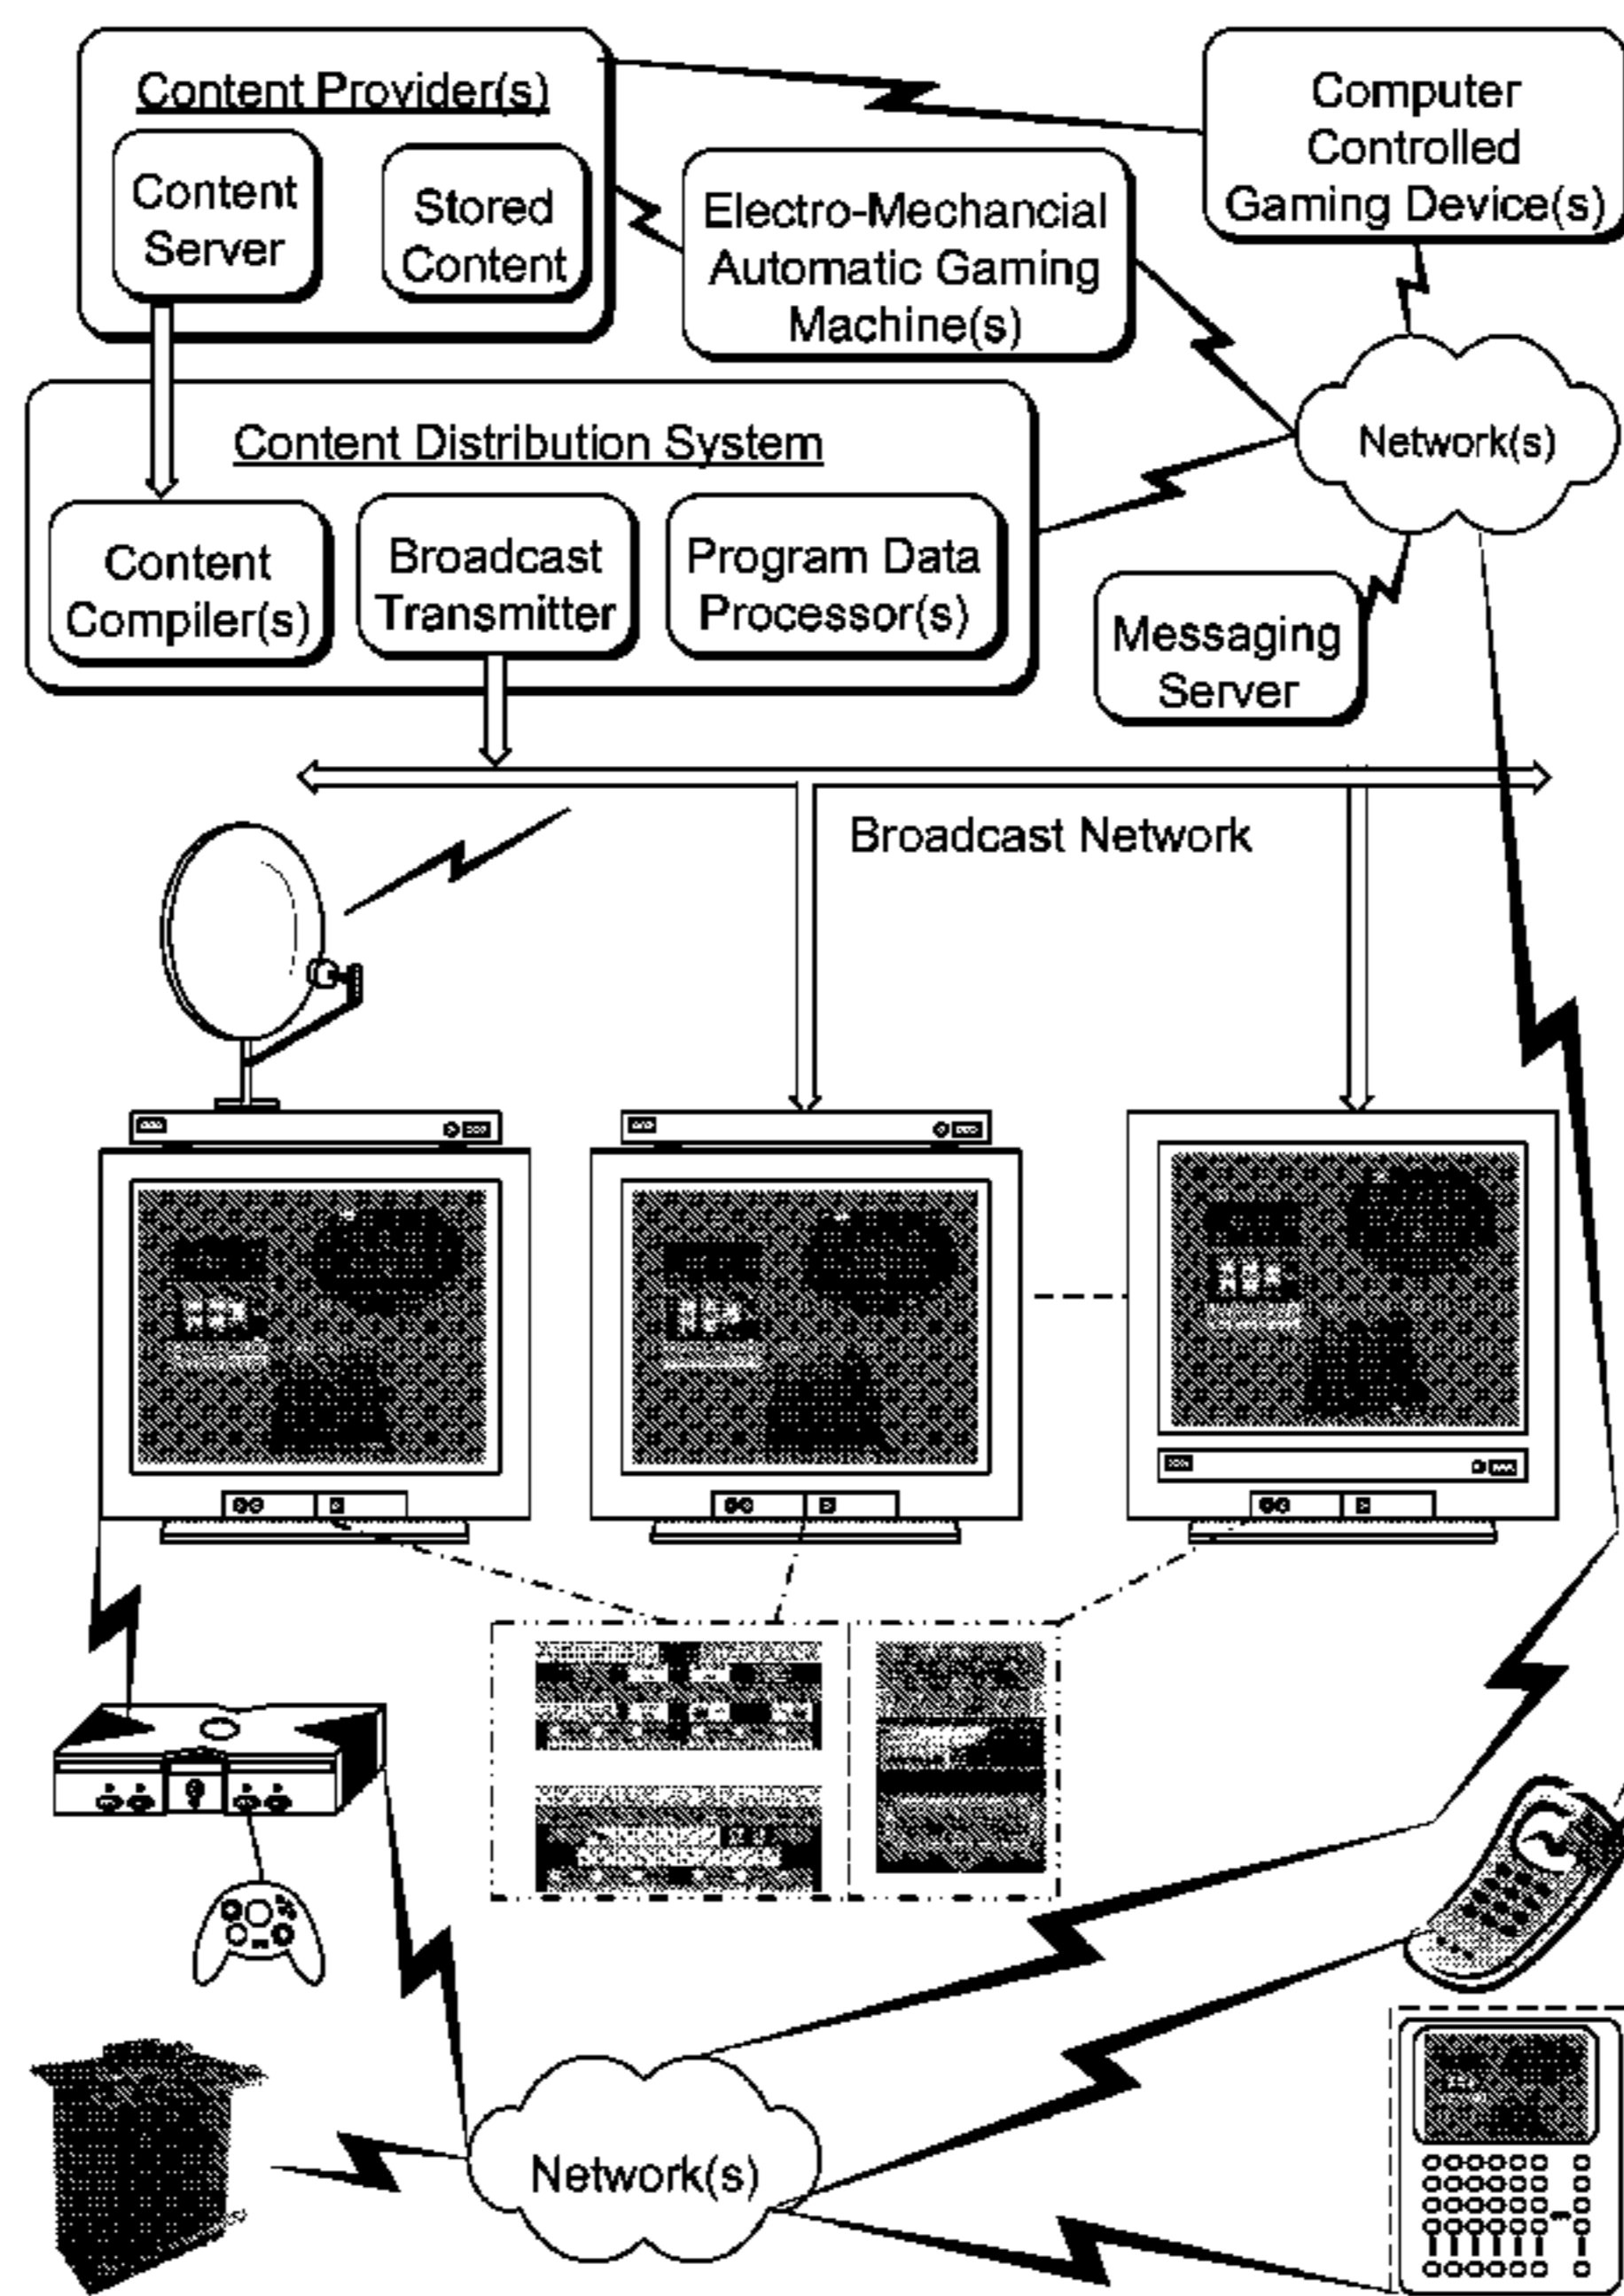 Content Provider(s)
Content
Server
Stored
Content
Electro-Mechancial
Automatic Gaming
Machine(s)
Computer
Controlled
Gaming Device(s)
Network(s)
Content Distribution System
Content
Compiler(s)
Broadcast
Transmitter
Program Data
Processor(s)
Messaging
Server
Broadcast Network
Network(s)